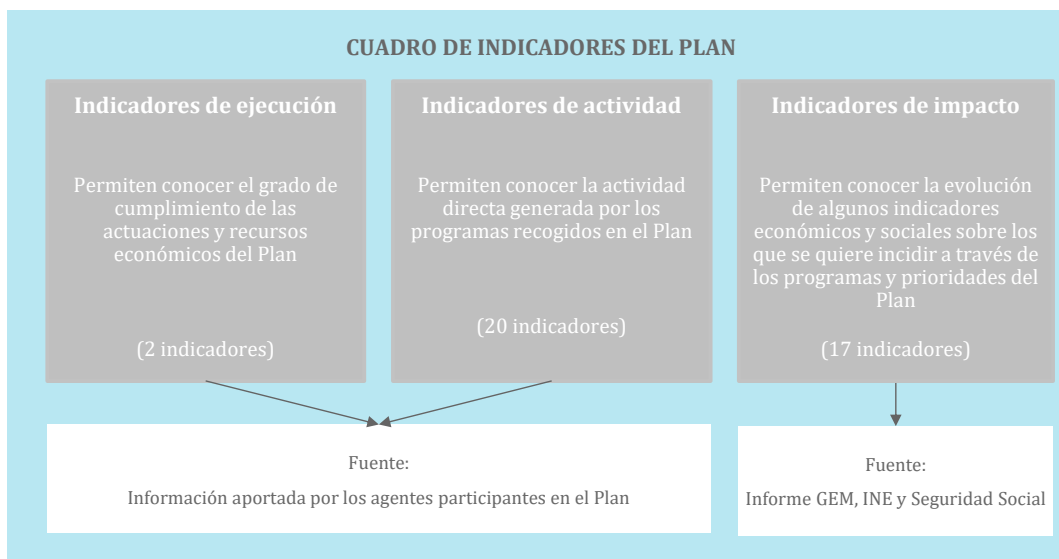 CUADRO DE INDICADORES DEL PLAN
Indicadores de ejecución
Permiten conocer el grado de
cumplimiento de las
actuaciones y recursos
económicos del Plan
(2 indicadores)
Indicadores de actividad
Permiten conocer la actividad
directa generada por los
programas recogidos en el Plan
(20 indicadores)
Indicadores de impacto
Permiten conocer la evolución
de algunos indicadores
económicos y sociales sobre los
que se quiere incidir a través de
los programas y prioridades del
Plan
(17 indicadores)
Fuente:
Información aportada por los agentes participantes en el Plan
Fuente:
Informe GEM, INE y Seguridad Social